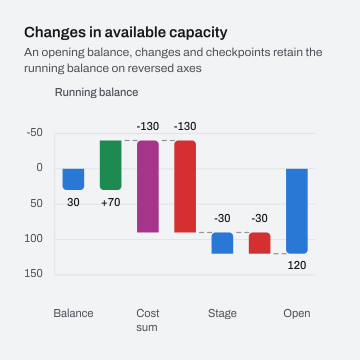 Changes in available capacity
An opening balance, changes and checkpoints retain the
running balance on reversed axes
Running balance
-130 -130
-50
0
30 +70
50
-30 -30
100
120
150
Balance Cost sum Stage Open